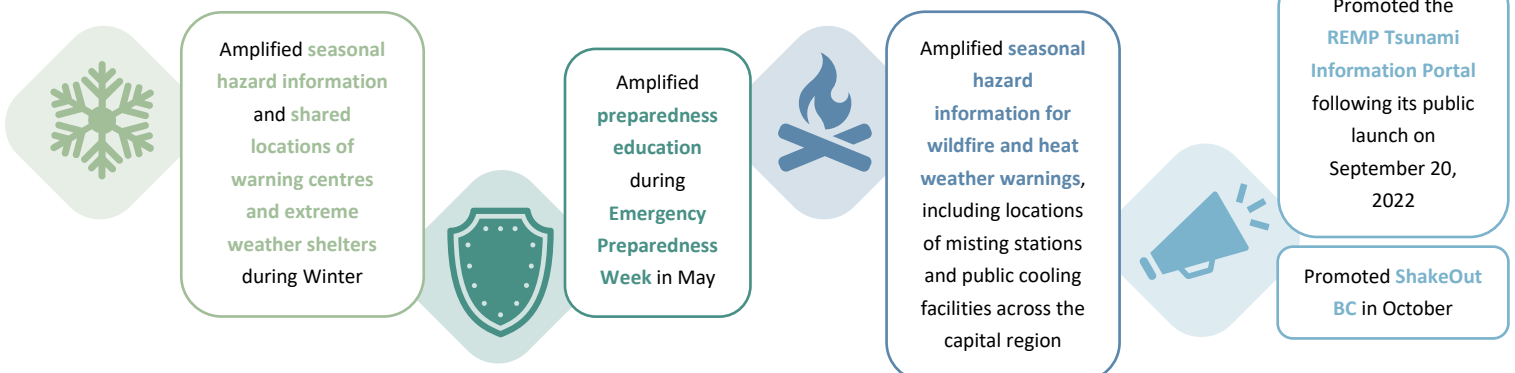 Amplified seasonal
hazard information
and shared
locations of
warning centres
and extreme
weather shelters
during Winter
Amplified
preparedness
education
during
Emergency
Preparedness
Week in May
Amplified seasonal
hazard
information for
wildfire and heat
weather warnings,
including locations
of misting stations
and public cooling
facilities across the
capital region
Promoted the
REMP Tsunami
Information Portal
following its public
launch on
September 20,
2022
Promoted ShakeOut
BC in October